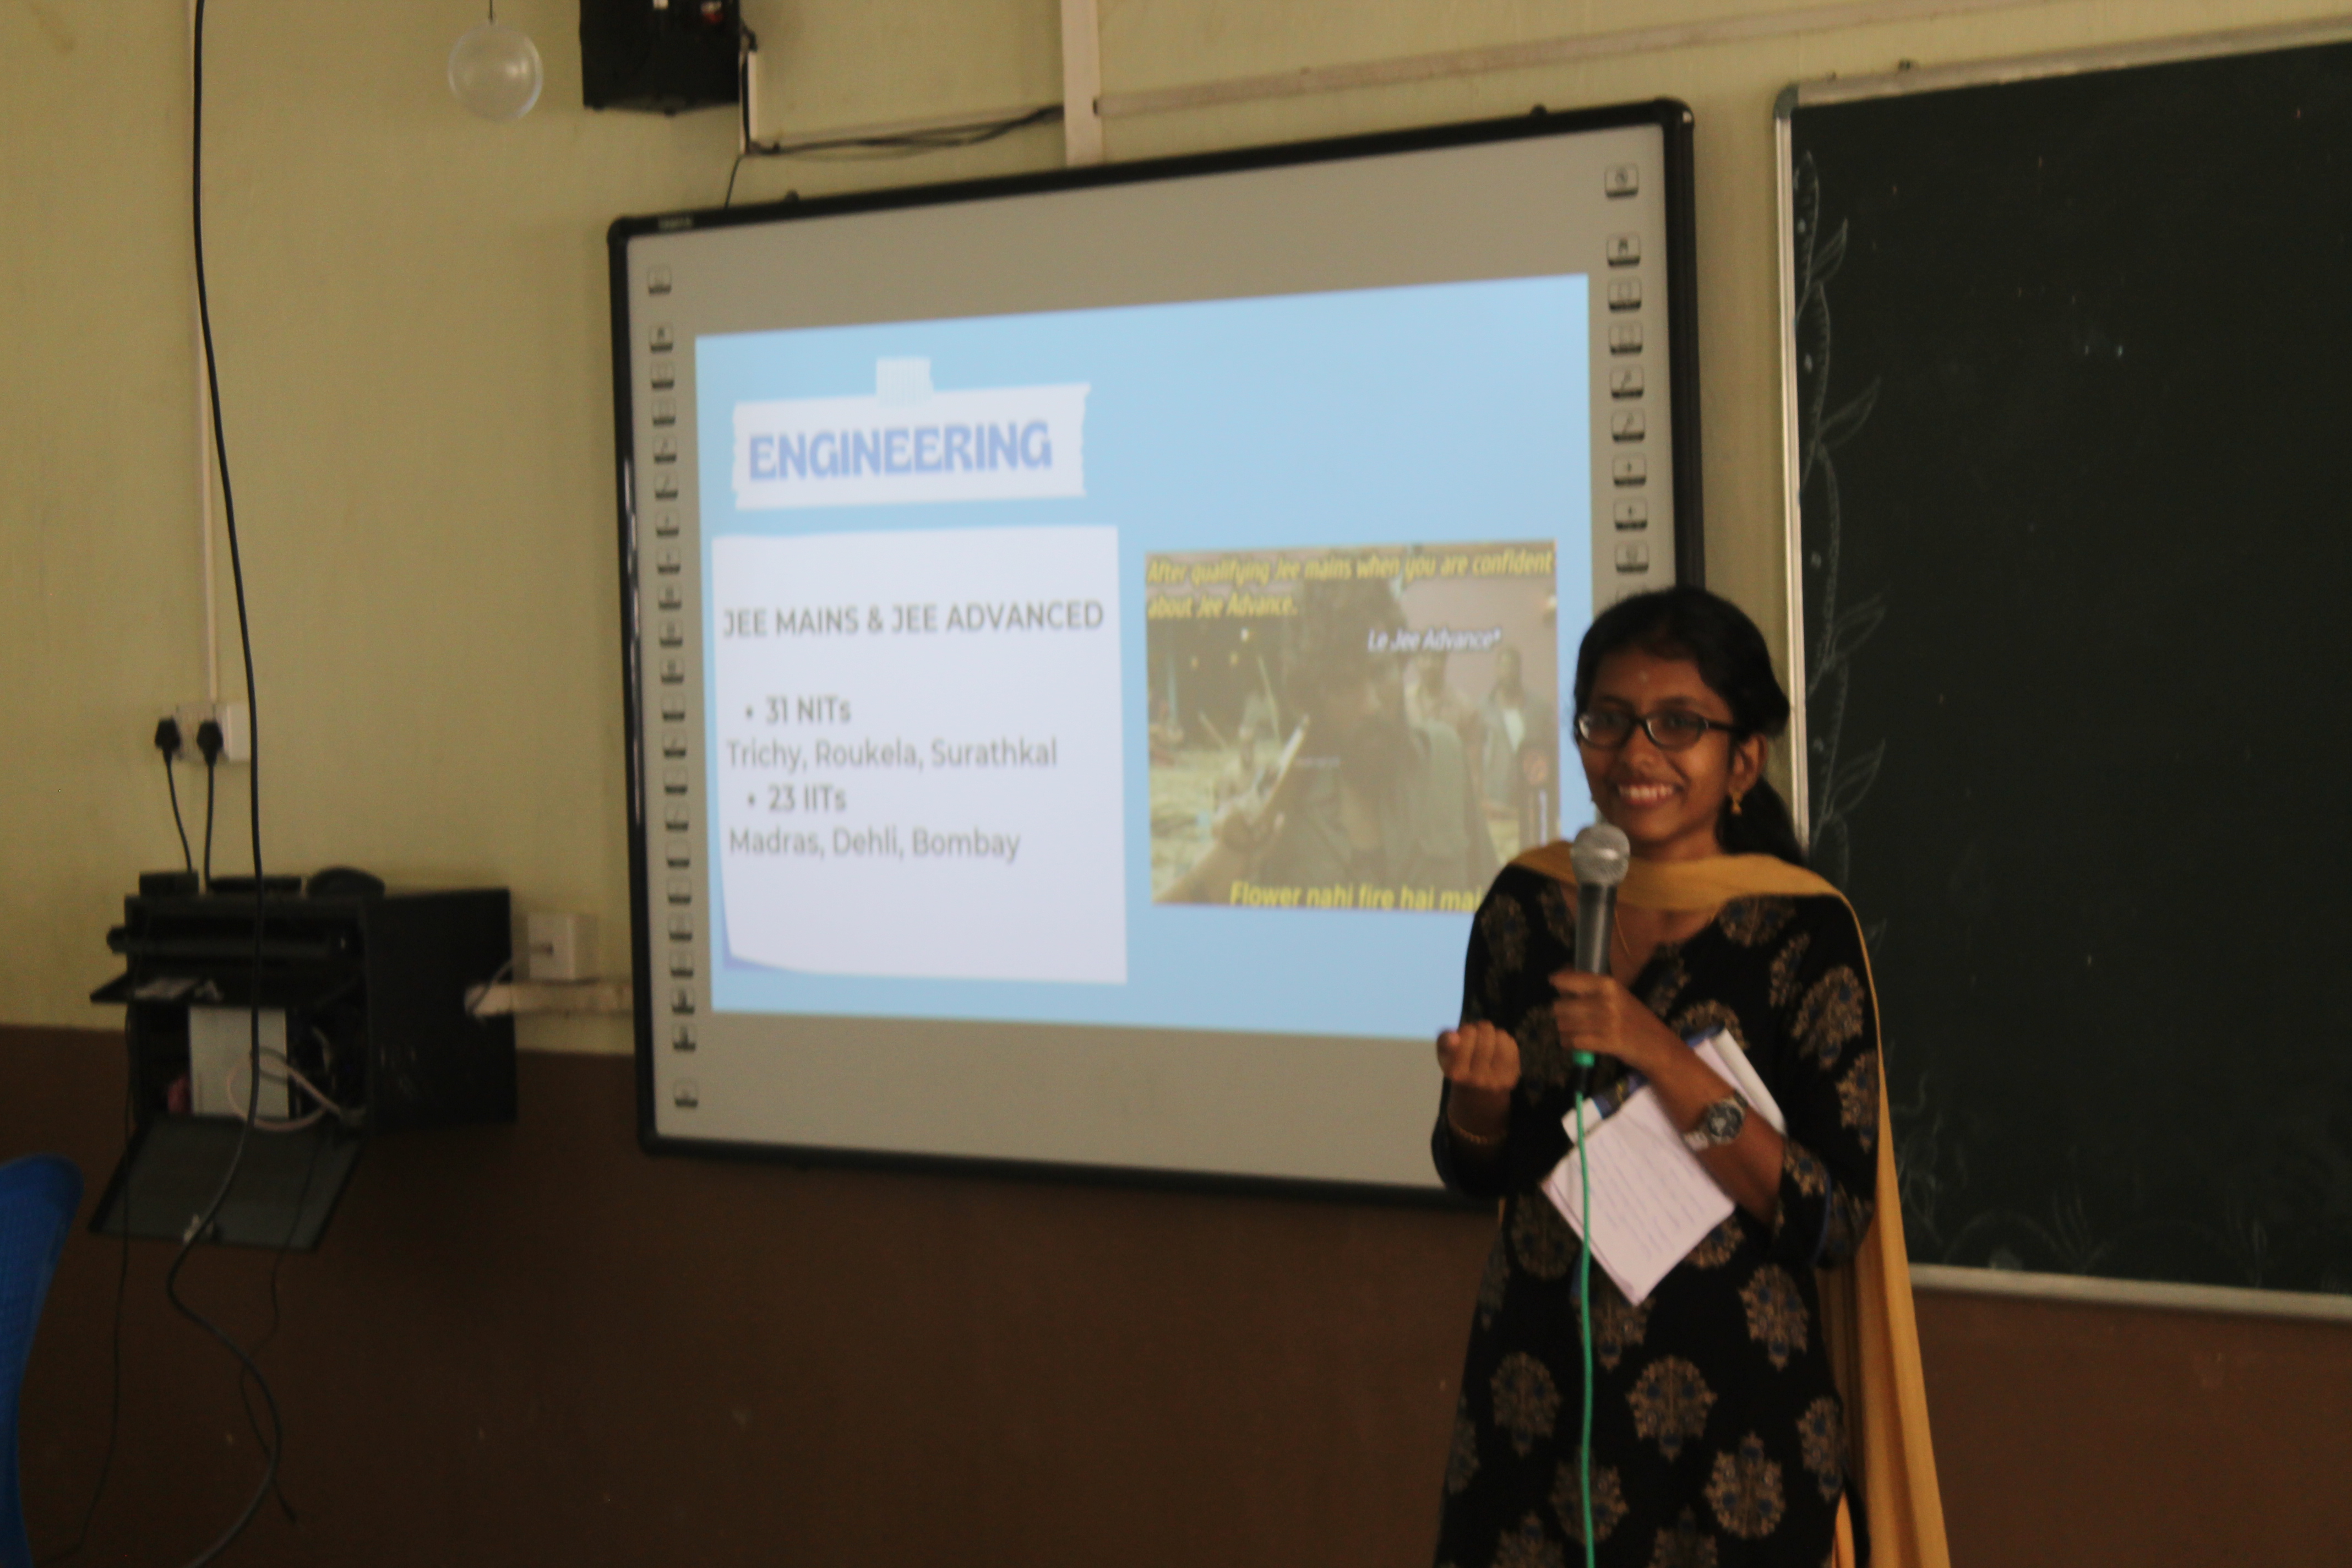 ENGINEERING
JEE MAINS & JEE ADVANCED
• 31 NITs
Trichy, Roukela, Surathkal
• 23 IITs
Madras, Dehli, Bombay
After qualifying Jee mains when you are confident
about Jee Advance.
Le Jee Advance*
Flower nahi fire hai mai